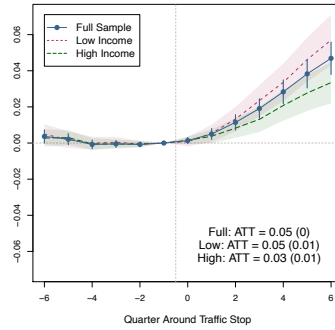 Full Sample
Low Income
High Income
0.06
0.04
0.02
0.00
−0.02
−0.04
−0.06
Full: ATT = 0.05 (0)
Low: ATT = 0.05 (0.01)
High: ATT = 0.03 (0.01)
−6 −4 −2 0 2 4 6
Quarter Around Traffic Stop